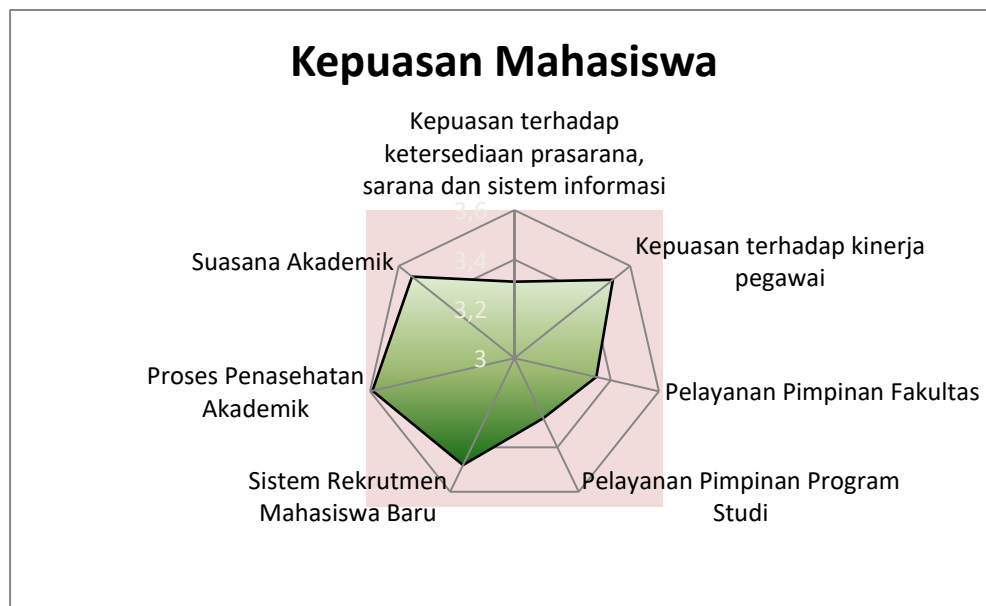 Kepuasan Mahasiswa
Kepuasan terhadap
ketersediaan prasarana,
sarana dan sistem informasi
3,6
3,4
3,2
3
Kepuasan terhadap kinerja
pegawai
Pelayanan Pimpinan Fakultas
Pelayanan Pimpinan Program
Studi
Sistem Rekrutmen
Mahasiswa Baru
Proses Penasehatan
Akademik
Suasana Akademik